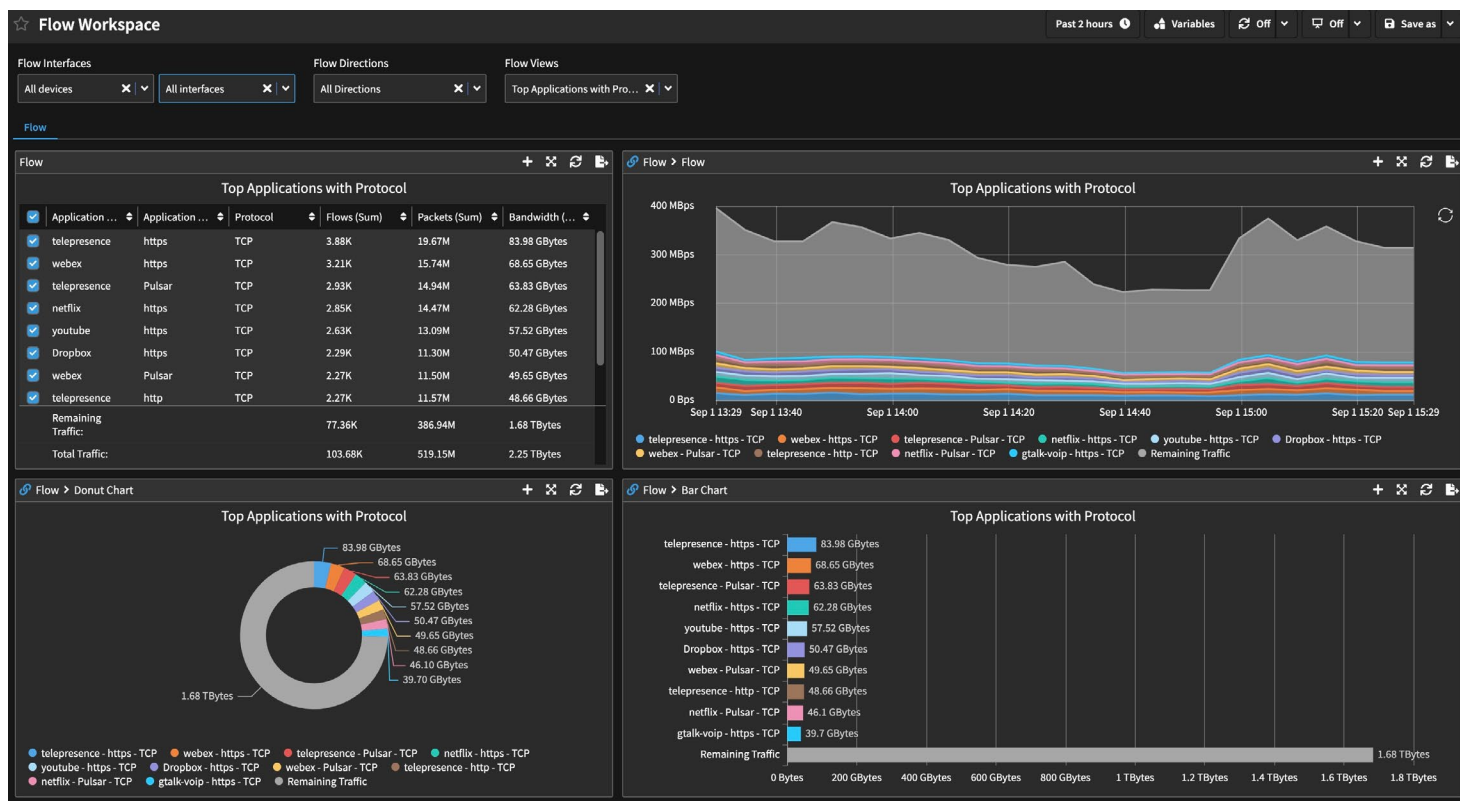 Flow Workspace
Past 2 hours Variables Off Off Save as
Flow Interfaces Flow Directions Flow Views
All devices All interfaces All Directions Top Applications with Pro...
Flow
Flow
Top Applications with Protocol
Application ... Application ... Protocol Flows (Sum) Packets (Sum) Bandwidth (...
telepresence https TCP 3.88K 19.67M 83.98 GBytes
webex https TCP 3.21K 15.74M 68.65 GBytes
telepresence Pulsar TCP 2.93K 14.94M 63.83 GBytes
netflix https TCP 2.85K 14.47M 62.28 GBytes
youtube https TCP 2.63K 13.09M 57.52 GBytes
Dropbox https TCP 2.29K 11.30M 50.47 GBytes
webex Pulsar TCP 2.27K 11.50M 49.65 GBytes
telepresence http TCP 2.27K 11.57M 48.66 GBytes
Remaining
Traffic: 77.36K 386.94M 1.68 TBytes
Total Traffic: 103.68K 519.15M 2.25 TBytes
Flow > Flow
Top Applications with Protocol
400 MBps
300 MBps
200 MBps
100 MBps
0 Bps
Sep 1 13:29 Sep 1 13:40 Sep 1 14:00 Sep 1 14:20 Sep 1 14:40 Sep 1 15:00 Sep 1 15:20 Sep 1 15:29
telepresence - https - TCP webex - https - TCP telepresence - Pulsar - TCP netflix - https - TCP youtube - https - TCP Dropbox - https - TCP
webex - Pulsar - TCP telepresence - http - TCP netflix - Pulsar - TCP gtalk-voip - https - TCP Remaining Traffic
Flow > Donut Chart
Top Applications with Protocol
83.98 GBytes
68.65 GBytes
63.83 GBytes
62.28 GBytes
57.52 GBytes
50.47 GBytes
49.65 GBytes
48.66 GBytes
46.10 GBytes
39.70 GBytes
1.68 TBytes
telepresence - https - TCP webex - https - TCP telepresence - Pulsar - TCP netflix - https - TCP
youtube - https - TCP Dropbox - https - TCP webex - Pulsar - TCP telepresence - http - TCP
netflix - Pulsar - TCP gtalk-voip - https - TCP Remaining Traffic
Flow > Bar Chart
Top Applications with Protocol
telepresence - https - TCP 83.98 GBytes
webex - https - TCP 68.65 GBytes
telepresence - Pulsar - TCP 63.83 GBytes
netflix - https - TCP 62.28 GBytes
youtube - https - TCP 57.52 GBytes
Dropbox - https - TCP 50.47 GBytes
webex - Pulsar - TCP 49.65 GBytes
telepresence - http - TCP 48.66 GBytes
netflix - Pulsar - TCP 46.1 GBytes
gtalk-voip - https - TCP 39.7 GBytes
Remaining Traffic 1.68 TBytes
0 Bytes 200 GBytes 400 GBytes 600 GBytes 800 GBytes 1 TBytes 1.2 TBytes 1.4 TBytes 1.6 TBytes 1.8 TBytes